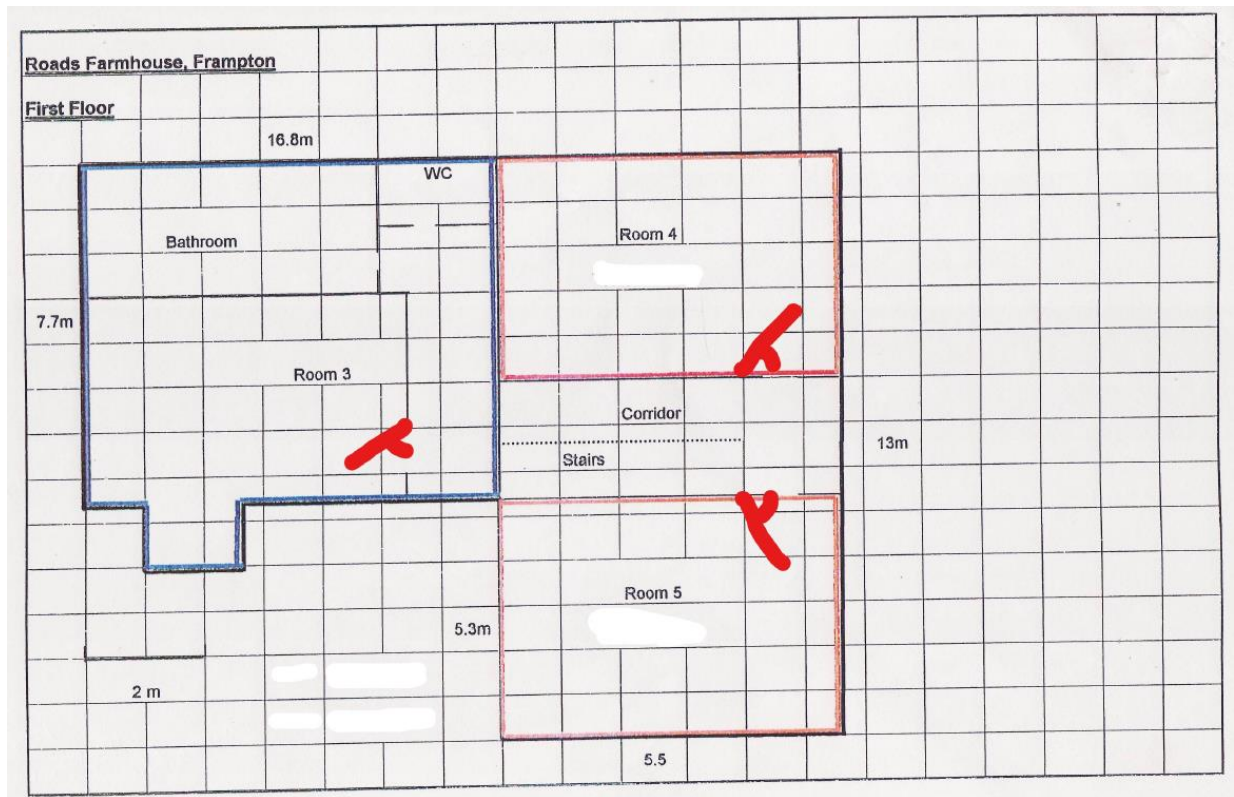 Roads Farmhouse, Frampton
First Floor
16.8m
WC
Bathroom
Room 4
7.7m
Room 3
Corridor
13m
Stairs
Room 5
5.3m
2 m
5.5